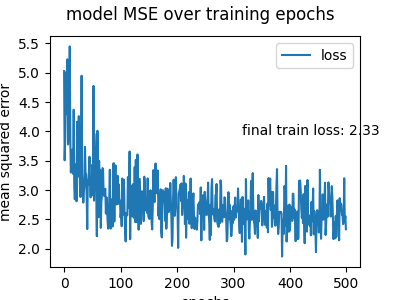 model MSE over training epochs
mean squared error
5.5
5.0
4.5
4.0
3.5
3.0
2.5
2.0
loss
final train loss: 2.33
0 100 200 300 400 500
epochs